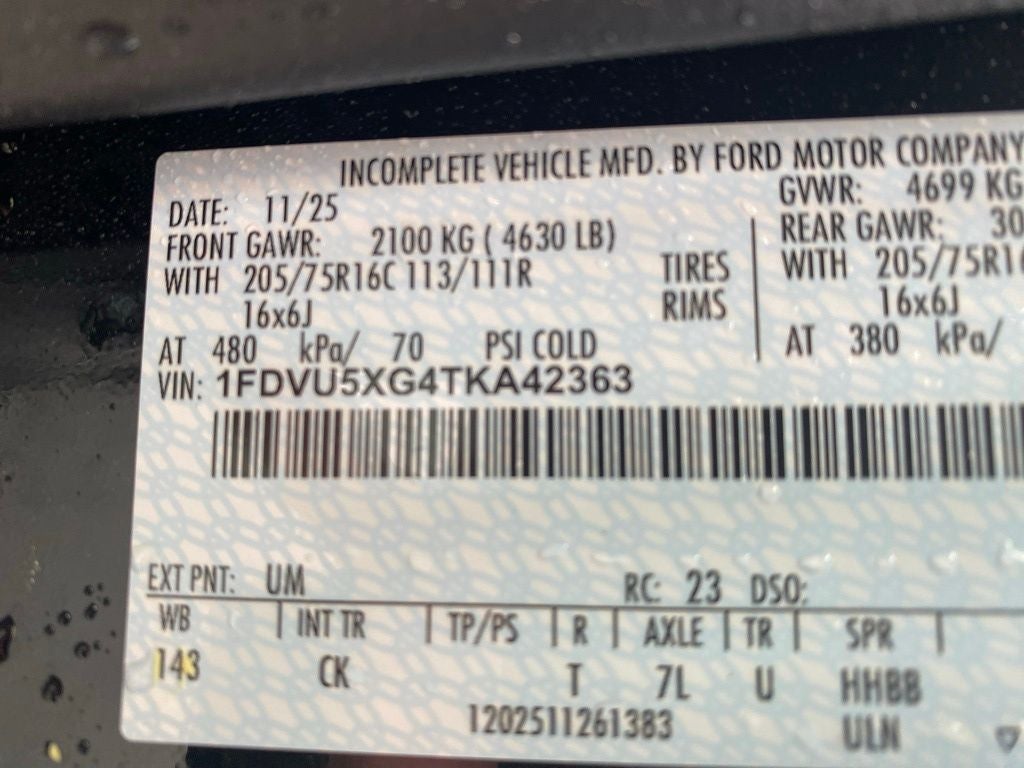 INCOMPLETE VEHICLE MFD. BY FORD MOTOR COMPANY
DATE: 11/25 GVWR: 4699 KG
FRONT GAWR: 2100 KG ( 4630 LB) REAR GAWR: 30
WITH 205/75R16C 113/111R TIRES WITH 205/75R16
16x6J RIMS 16x6J
AT 480 kPa/ 70 PSI COLD AT 380 kPa/
VIN: 1FDVU5XG4TKA42363
EXT PNT: UM RC: 23 DSO:
WB INT TR TP/PS R AXLE TR SPR
143 CK T 7L U HHBB
1202511261383 ULN